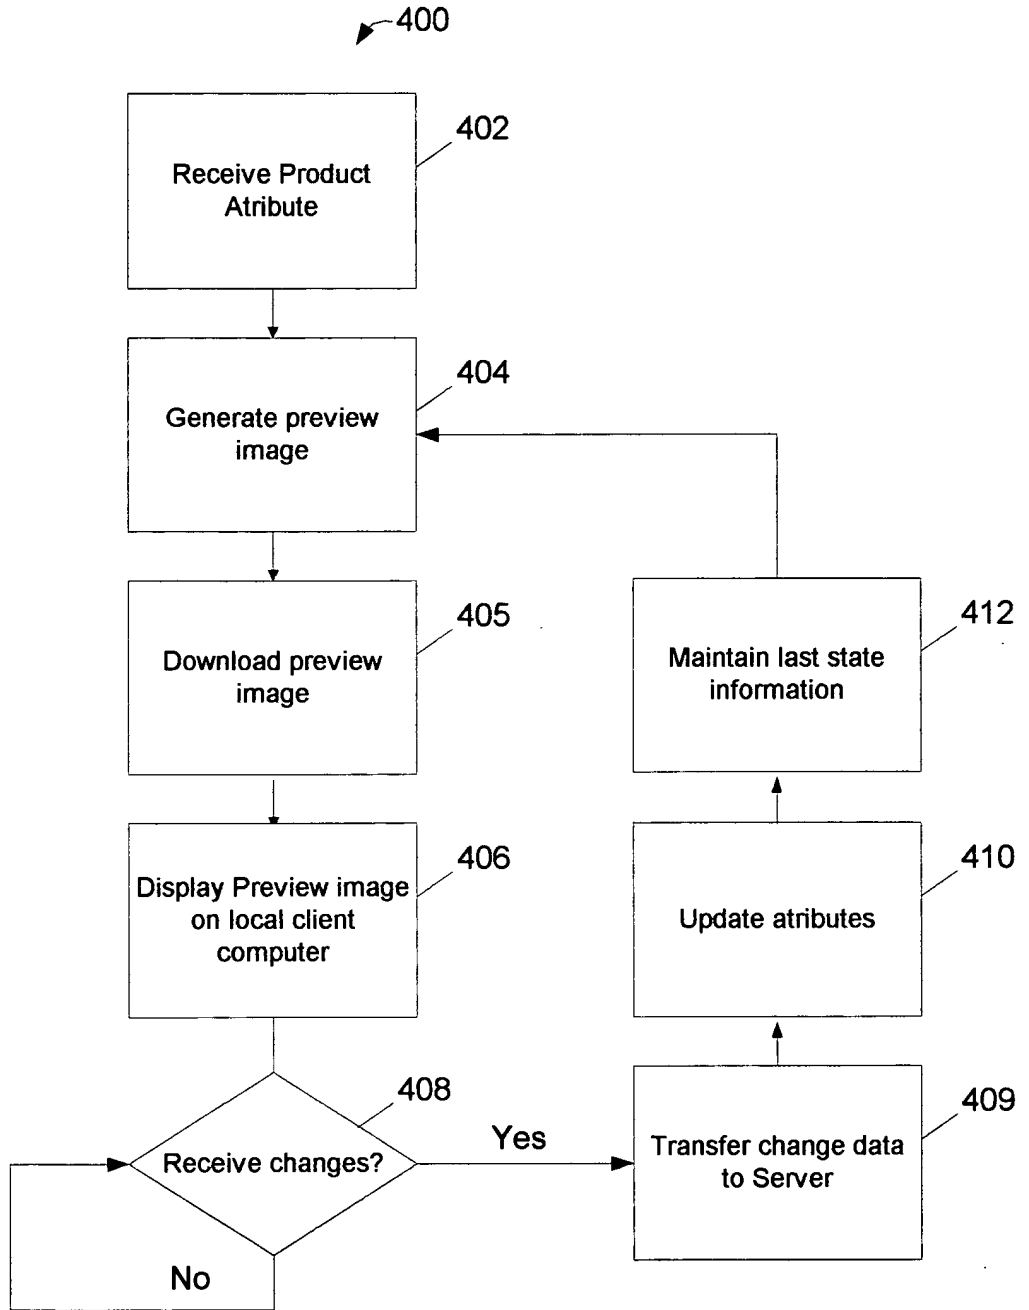 400
402
Receive Product
Atribute
404
Generate preview
image
405
Download preview
image
412
Maintain last state
information
406
Display Preview image
on local client
computer
410
Update atributes
408
Receive changes?
Yes
409
Transfer change data
to Server
No